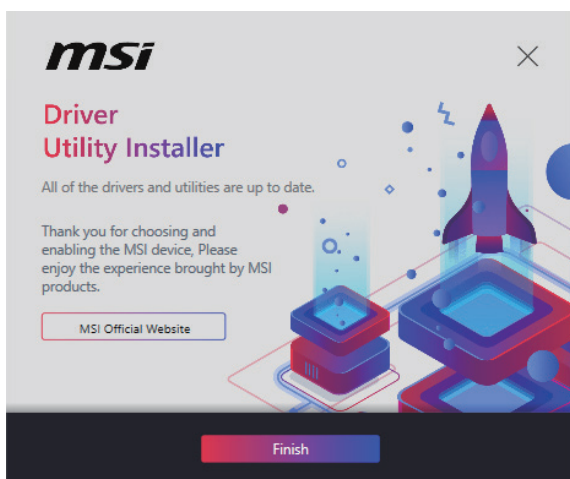 msi
Driver
Utility Installer
All of the drivers and utilities are up to date.
Thank you for choosing and
enabling the MSI device, Please
enjoy the experience brought by MSI
products.
MSI Official Website
Finish